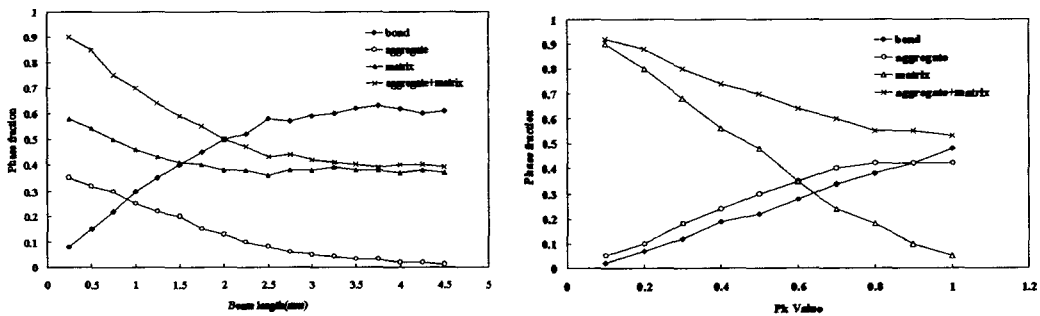 1
0.9
0.8
0.7
0.6
0.5
0.4
0.3
0.2
0.1
0
Phase fraction
0 0.5 1 1.5 2 2.5 3 3.5 4 4.5 5
Beam length(mm)
bond
aggregate
matrix
aggregate+matrix
1
0.9
0.8
0.7
0.6
0.5
0.4
0.3
0.2
0.1
0
Phase fraction
0 0.2 0.4 0.6 0.8 1 1.2
Pk Value
bond
aggregate
matrix
aggregate+matrix